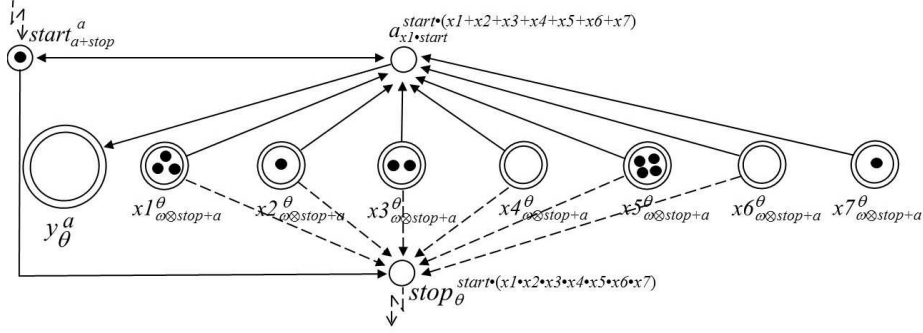 start^a_{a+stop}
a^{start•(x1+x2+x3+x4+x5+x6+x7)}_{x1•start}
y^a_θ
x1^θ_{ω⊗stop+a}
x2^θ_{ω⊗stop+a}
x3^θ_{ω⊗stop+a}
x4^θ_{ω⊗stop+a}
x5^θ_{ω⊗stop+a}
x6^θ_{ω⊗stop+a}
x7^θ_{ω⊗stop+a}
stop_θ^{start•(x1•x2•x3•x4•x5•x6•x7)}